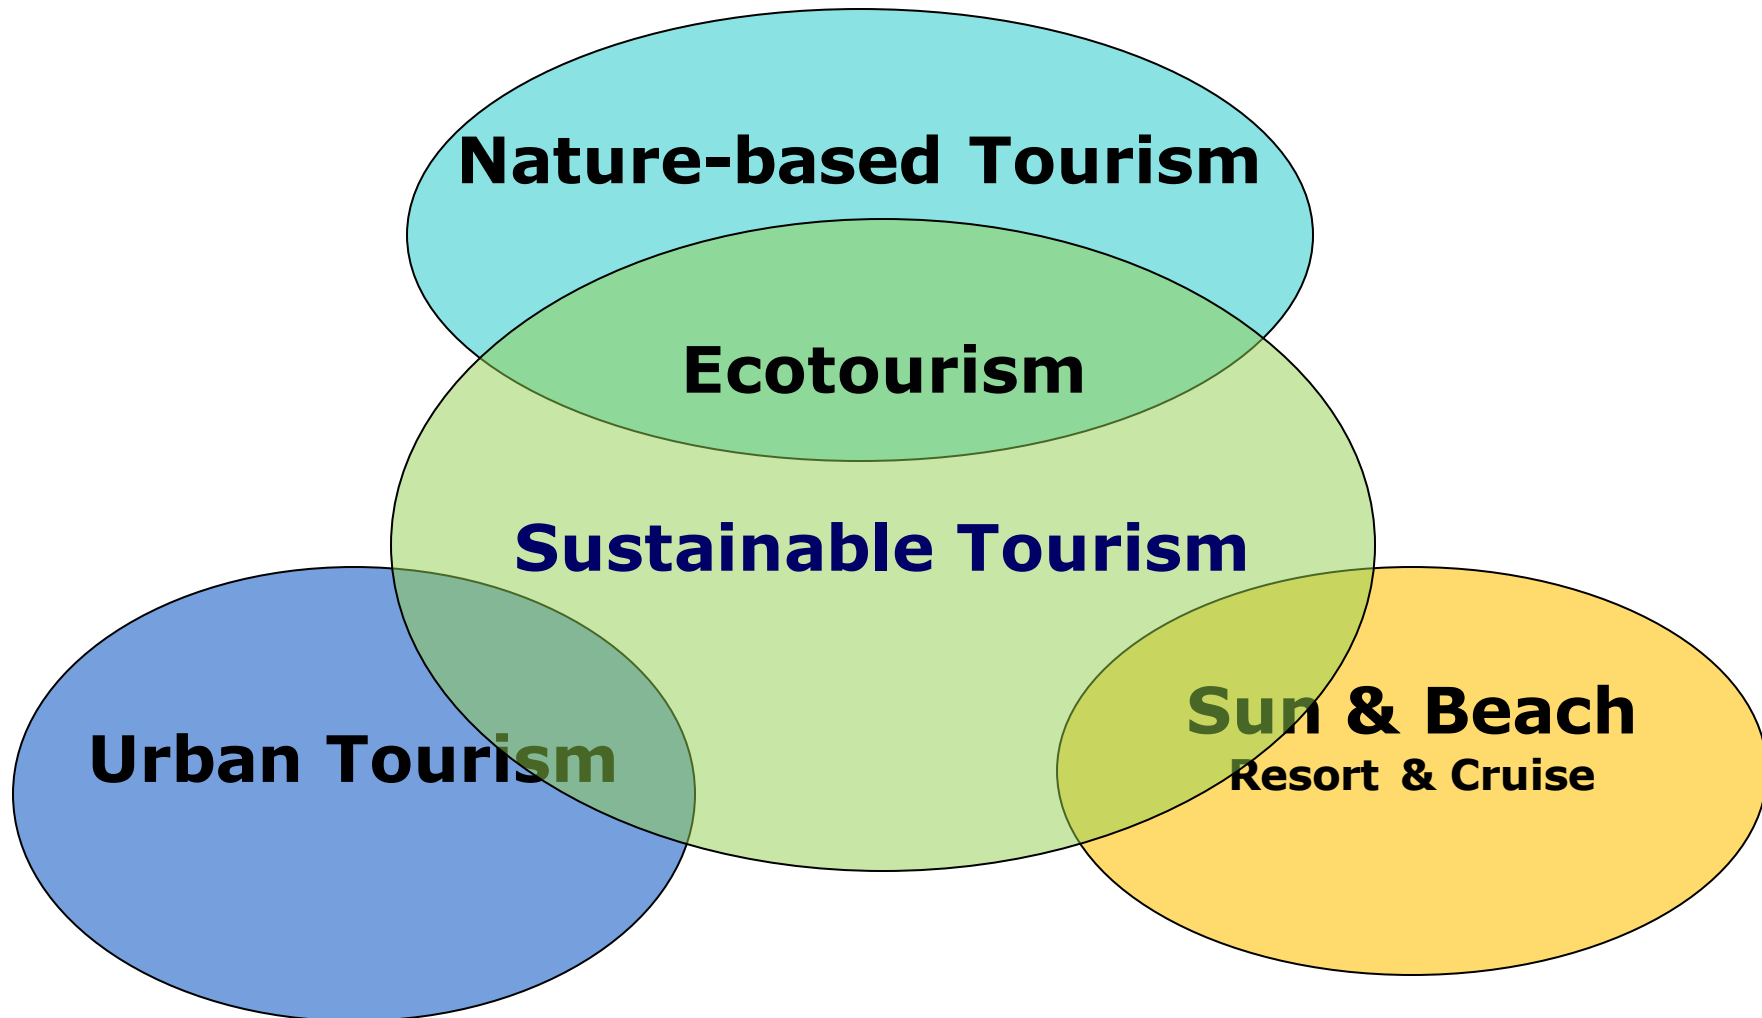 Nature-based Tourism
Ecotourism
Sustainable Tourism
Urban Tourism
Sun & Beach
Resort & Cruise